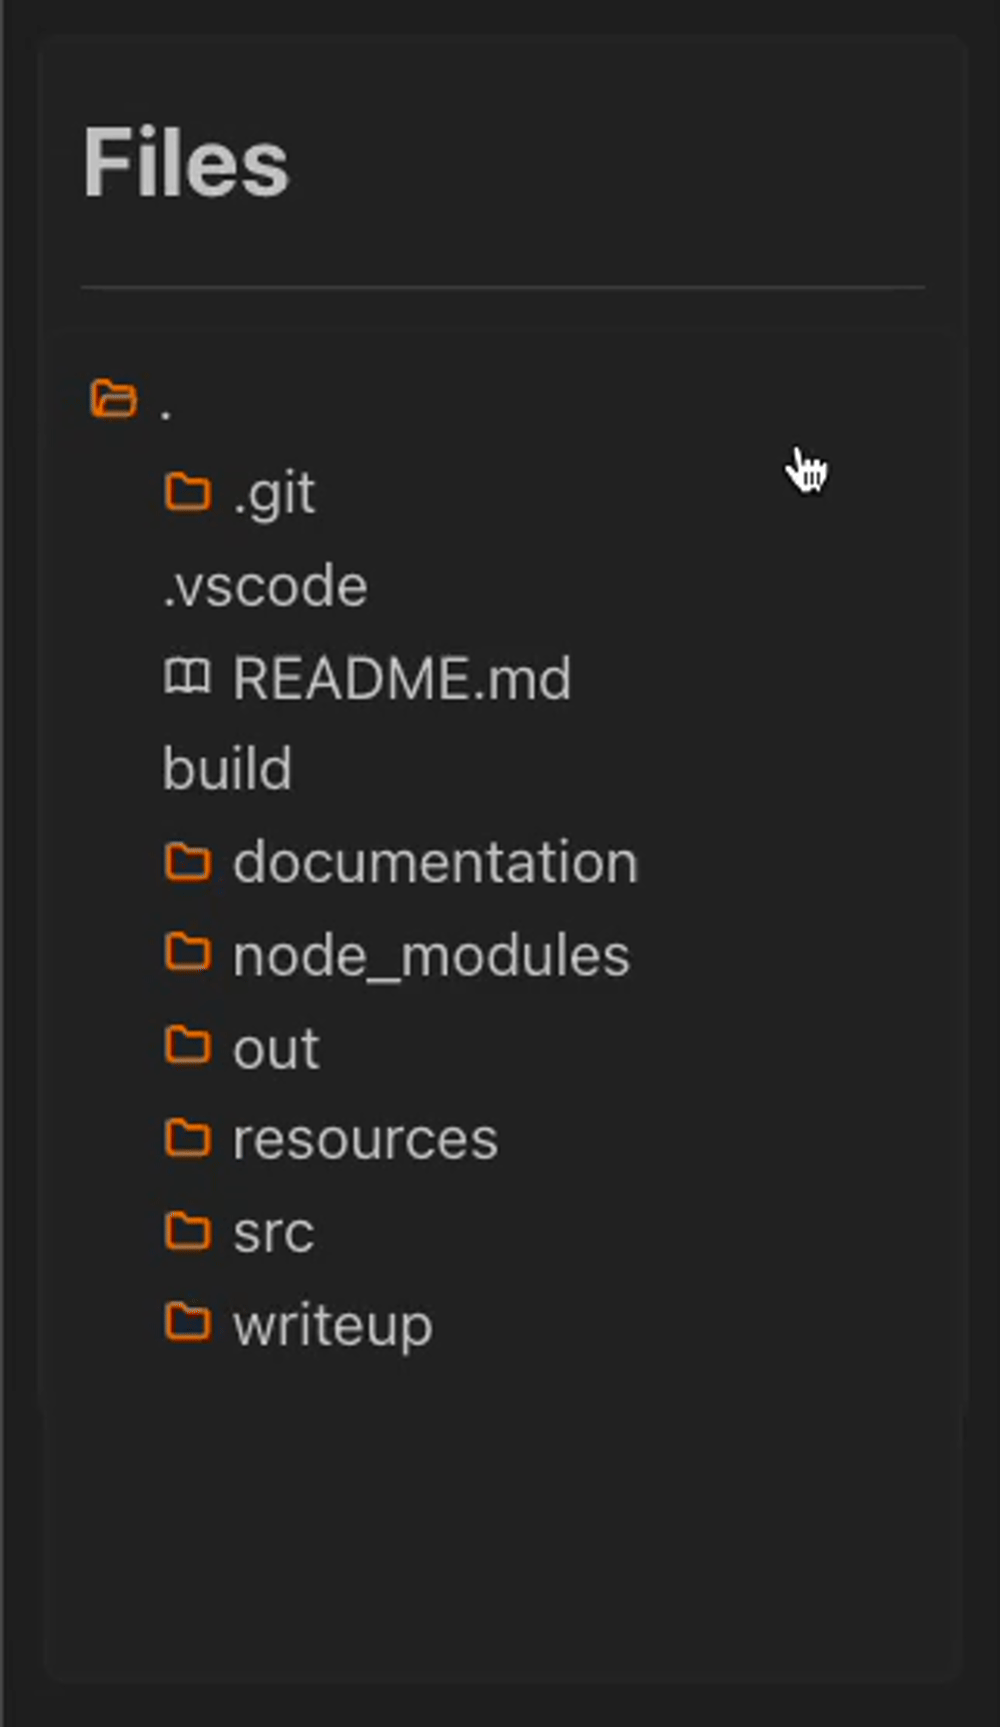 Files
.
.git
.vscode
README.md
build
documentation
node_modules
out
resources
src
writeup